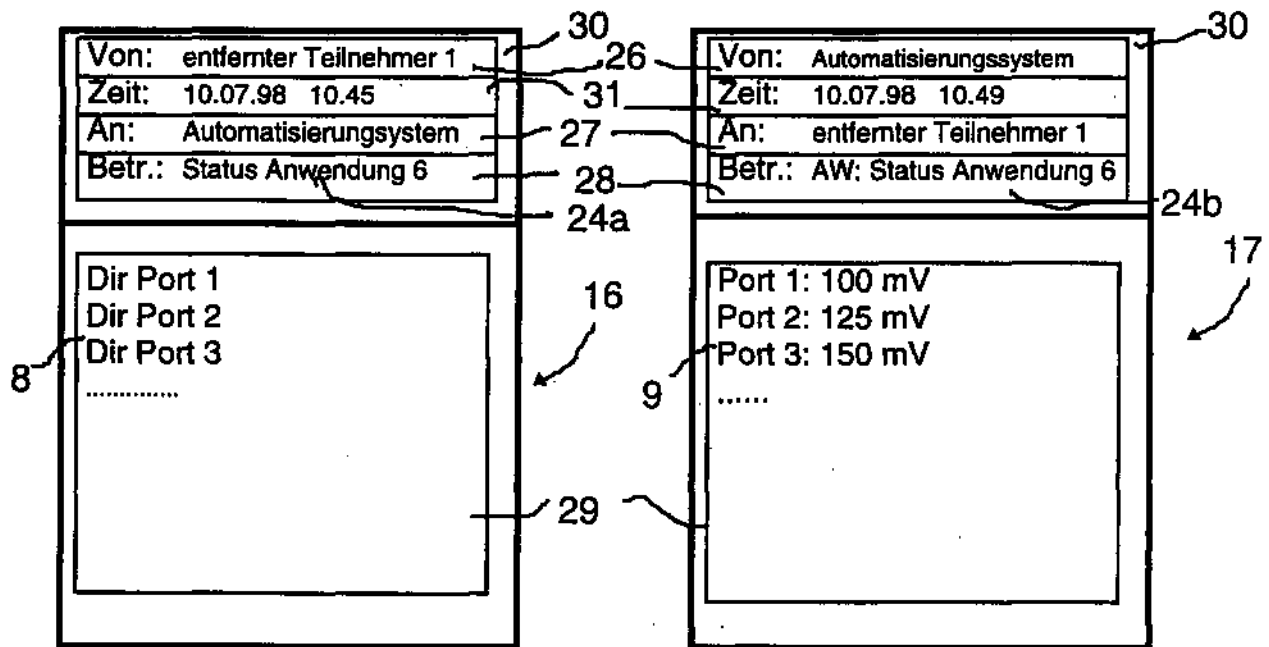 30
Von: entfernter Teilnehmer 1
Zeit: 10.07.98 10.45
An: Automatisierungsystem
Betr.: Status Anwendung 6
24a
Dir Port 1
Dir Port 2
Dir Port 3
..............
8
16
26
31
27
28
29
30
Von: Automatisierungssystem
Zeit: 10.07.98 10.49
An: entfernter Teilnehmer 1
Betr.: AW: Status Anwendung 6
24b
Port 1: 100 mV
Port 2: 125 mV
Port 3: 150 mV
......
9
17